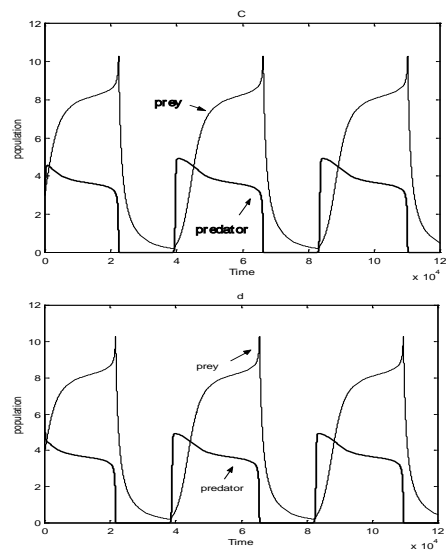 C
12
10
8
6
4
2
0
population
prey
predator
0 2 4 6 8 10 12
Time
x 10^4
d
12
10
8
6
4
2
0
population
prey
predator
0 2 4 6 8 10 12
Time
x 10^4